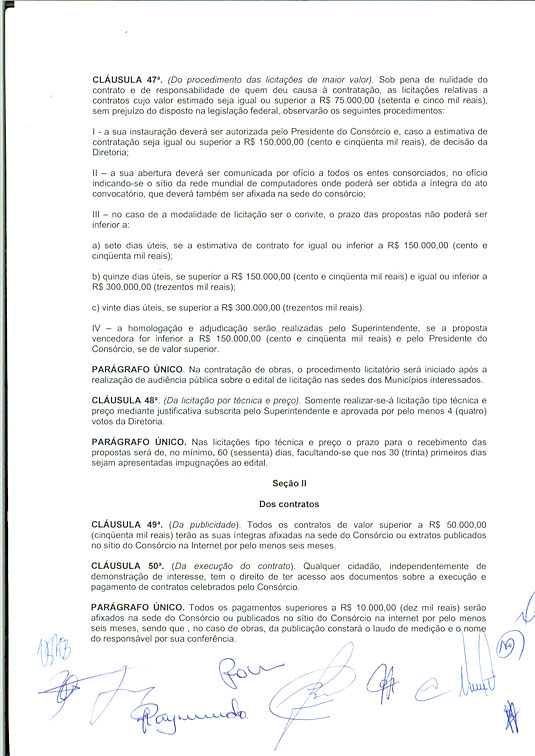 CLÁUSULA 47ª. (Do procedimento das licitações de maior valor). Sob pena de nulidade do
contrato e de responsabilidade de quem deu causa à contratação, as licitações relativas a
contratos cujo valor estimado seja igual ou superior a R$ 75.000,00 (setenta e cinco mil reais),
sem prejuízo do disposto na legislação federal, observarão os seguintes procedimentos:
I - a sua instauração deverá ser autorizada pelo Presidente do Consórcio e, caso a estimativa de
contratação seja igual ou superior a R$ 150.000,00 (cento e cinqüenta mil reais), de decisão da
Diretoria;
II – a sua abertura deverá ser comunicada por ofício a todos os entes consorciados, no ofício
indicando-se o sítio da rede mundial de computadores onde poderá ser obtida a íntegra do ato
convocatório, que deverá também ser afixada na sede do consórcio;
III – no caso de a modalidade de licitação ser o convite, o prazo das propostas não poderá ser
inferior a:
a) sete dias úteis, se a estimativa de contrato for igual ou inferior a R$ 150.000,00 (cento e
cinqüenta mil reais);
b) quinze dias úteis, se superior a R$ 150.000,00 (cento e cinqüenta mil reais) e igual ou inferior a
R$ 300.000,00 (trezentos mil reais);
c) vinte dias úteis, se superior a R$ 300.000,00 (trezentos mil reais).
IV – a homologação e adjudicação serão realizadas pelo Superintendente, se a proposta
vencedora for inferior a R$ 150.000,00 (cento e cinqüenta mil reais) e pelo Presidente do
Consórcio, se de valor superior.
PARÁGRAFO ÚNICO. Na contratação de obras, o procedimento licitatório será iniciado após a
realização de audiência pública sobre o edital de licitação nas sedes dos Municípios interessados.
CLÁUSULA 48ª. (Da licitação por técnica e preço). Somente realizar-se-á licitação tipo técnica e
preço mediante justificativa subscrita pelo Superintendente e aprovada por pelo menos 4 (quatro)
votos da Diretoria.
PARÁGRAFO ÚNICO. Nas licitações tipo técnica e preço o prazo para o recebimento das
propostas será de, no mínimo, 60 (sessenta) dias, facultando-se que nos 30 (trinta) primeiros dias
sejam apresentadas impugnações ao edital.
Seção II
Dos contratos
CLÁUSULA 49ª. (Da publicidade). Todos os contratos de valor superior a R$ 50.000,00
(cinqüenta mil reais) terão as suas íntegras afixadas na sede do Consórcio ou extratos publicados
no sítio do Consórcio na Internet por pelo menos seis meses.
CLÁUSULA 50ª. (Da execução do contrato). Qualquer cidadão, independentemente de
demonstração de interesse, tem o direito de ter acesso aos documentos sobre a execução e
pagamento de contratos celebrados pelo Consórcio.
PARÁGRAFO ÚNICO. Todos os pagamentos superiores a R$ 10.000,00 (dez mil reais) serão
afixados na sede do Consórcio ou publicados no sítio do Consórcio na internet por pelo menos
seis meses, sendo que , no caso de obras, da publicação constará o laudo de medição e o nome
do responsável por sua conferência.
Raymundo